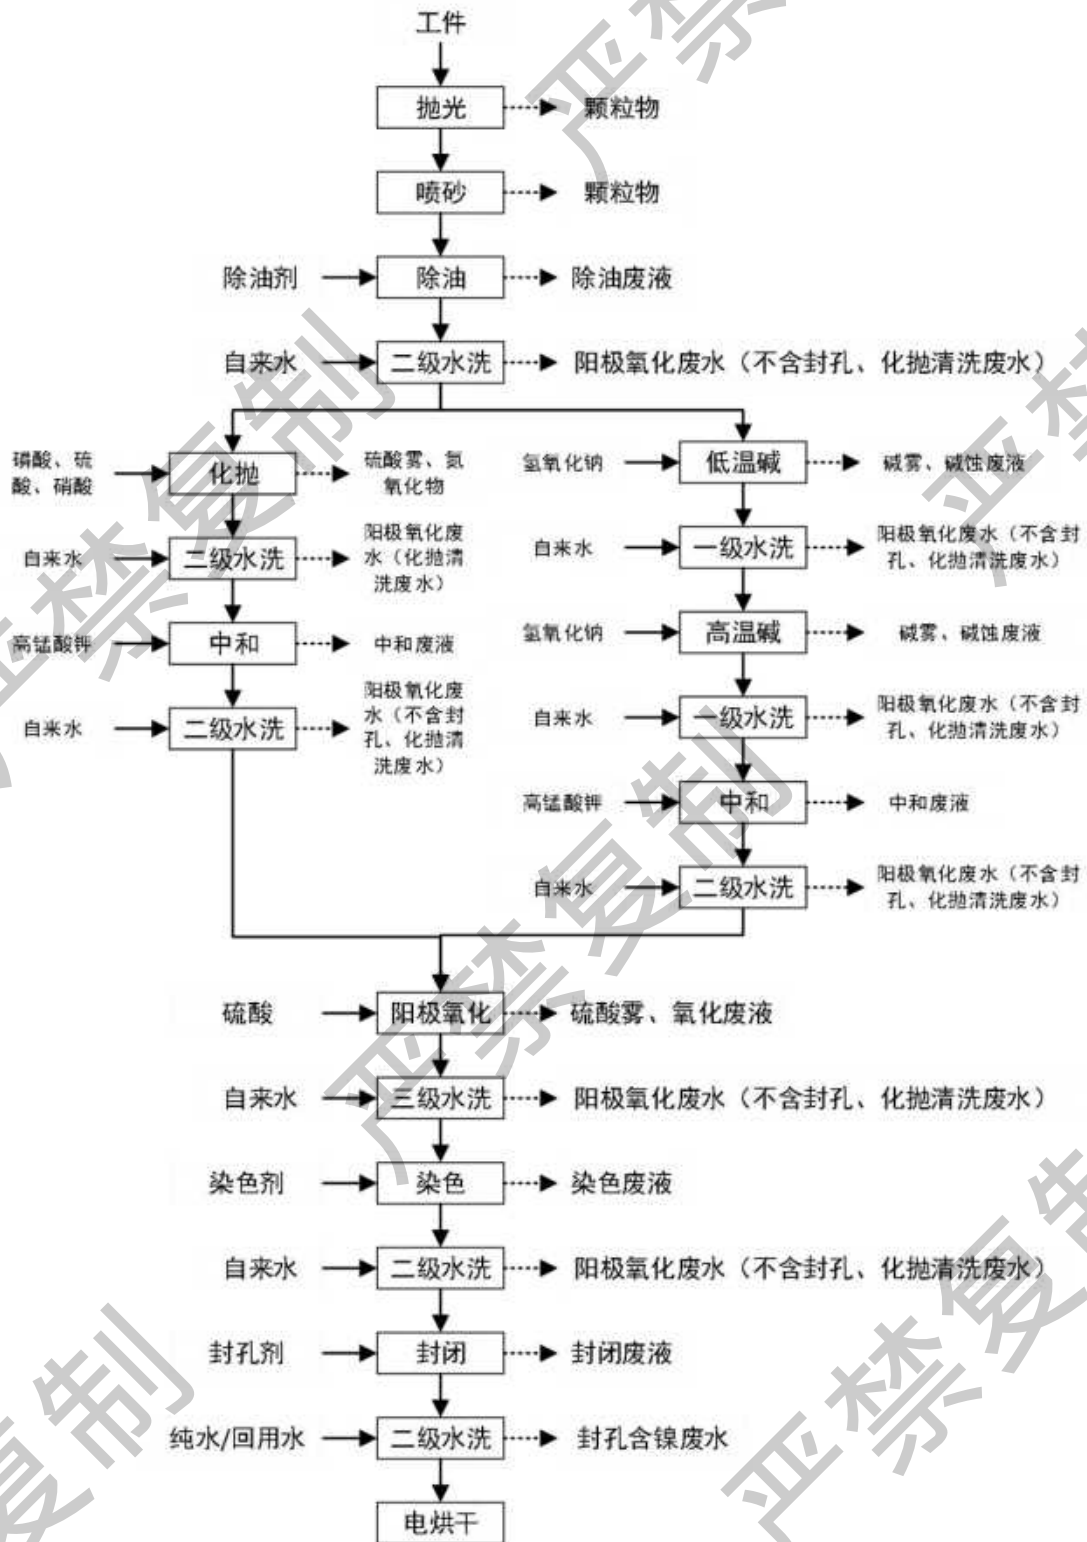 工件
抛光
颗粒物
喷砂
颗粒物
除油剂
除油
除油废液
自来水
二级水洗
阳极氧化废水（不含封孔、化抛清洗废水）
磷酸、硫
酸、硝酸
化抛
硫酸雾、氮
氧化物
自来水
二级水洗
阳极氧化废
水（化抛清
洗废水）
高锰酸钾
中和
中和废液
自来水
二级水洗
阳极氧化废
水（不含封
孔、化抛清
洗废水）
氢氧化钠
低温碱
碱雾、碱蚀废液
自来水
一级水洗
阳极氧化废水（不含封
孔、化抛清洗废水）
氢氧化钠
高温碱
碱雾、碱蚀废液
自来水
一级水洗
阳极氧化废水（不含封
孔、化抛清洗废水）
高锰酸钾
中和
中和废液
自来水
二级水洗
阳极氧化废水（不含封
孔、化抛清洗废水）
硫酸
阳极氧化
硫酸雾、氧化废液
自来水
三级水洗
阳极氧化废水（不含封孔、化抛清洗废水）
染色剂
染色
染色废液
自来水
二级水洗
阳极氧化废水（不含封孔、化抛清洗废水）
封孔剂
封闭
封闭废液
纯水/回用水
二级水洗
封孔含镍废水
电烘干
严禁复制
严禁复制
严禁复制
严禁
严禁
复制